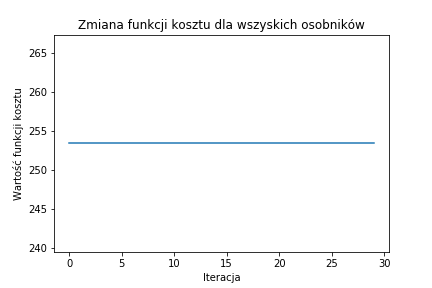 Zmiana funkcji kosztu dla wszyskich osobników
265
260
255
250
245
240
Wartość funkcji kosztu
0 5 10 15 20 25 30
Iteracja